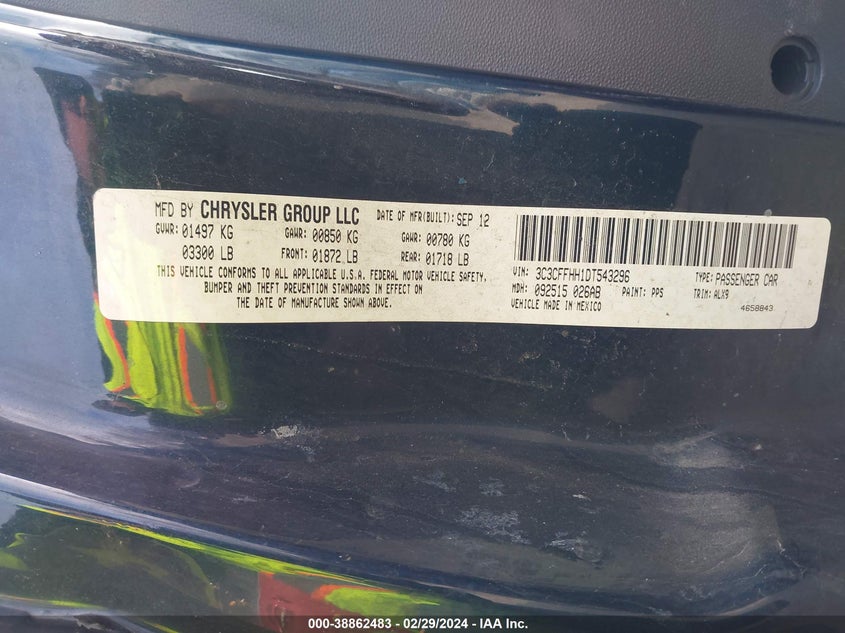 MFD BY CHRYSLER GROUP LLC DATE OF MFR(BUILT): SEP 12
GVWR: 01497 KG GAWR: 00850 KG GAWR: 00780 KG
03300 LB FRONT: 01872 LB REAR: 01718 LB
THIS VEHICLE CONFORMS TO ALL APPLICABLE U.S.A. FEDERAL MOTOR VEHICLE SAFETY,
BUMPER AND THEFT PREVENTION STANDARDS IN EFFECT ON
THE DATE OF MANUFACTURE SHOWN ABOVE.
VIN: 3C3CFFHH1DT543296 TYPE: PASSENGER CAR
MDH: 092515 026AB PAINT: PPS TRIM: ALX9
VEHICLE MADE IN MEXICO 4658843
000-38862483 - 02/29/2024 - IAA Inc.